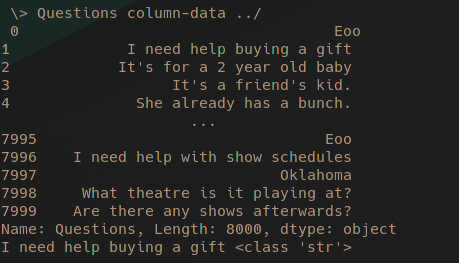 \> Questions column-data ../
0 Eoo
1 I need help buying a gift
2 It's for a 2 year old baby
3 It's a friend's kid.
4 She already has a bunch.
...
7995 Eoo
7996 I need help with show schedules
7997 Oklahoma
7998 What theatre is it playing at?
7999 Are there any shows afterwards?
Name: Questions, Length: 8000, dtype: object
I need help buying a gift <class 'str'>